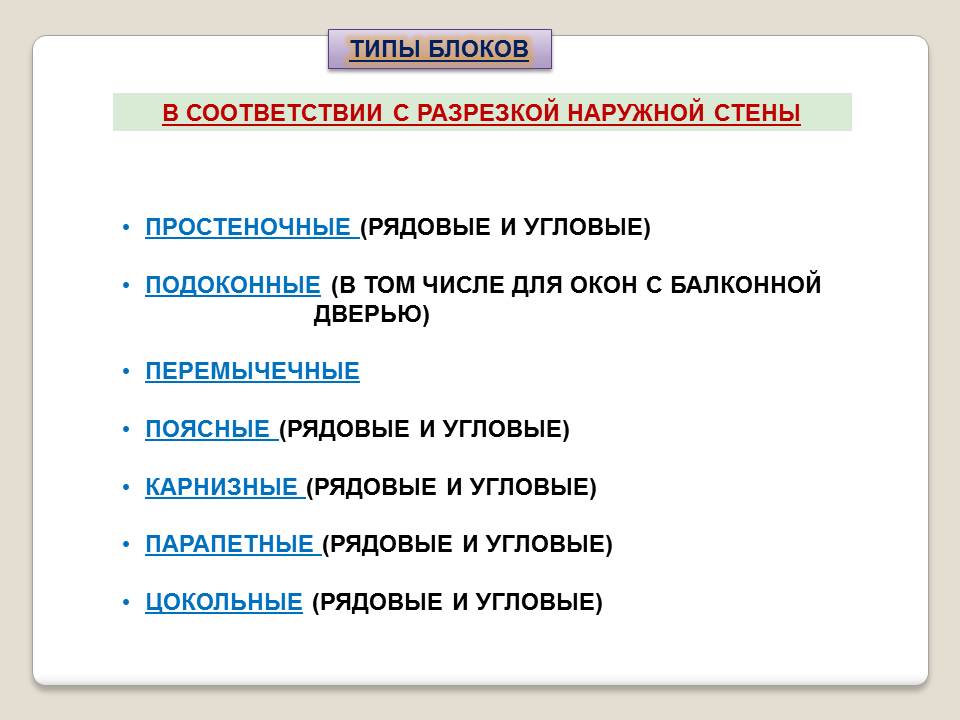 ТИПЫ БЛОКОВ
В СООТВЕТСТВИИ С РАЗРЕЗКОЙ НАРУЖНОЙ СТЕНЫ
• ПРОСТЕНОЧНЫЕ (РЯДОВЫЕ И УГЛОВЫЕ)
• ПОДОКОННЫЕ (В ТОМ ЧИСЛЕ ДЛЯ ОКОН С БАЛКОННОЙ
ДВЕРЬЮ)
• ПЕРЕМЫЧЕЧНЫЕ
• ПОЯСНЫЕ (РЯДОВЫЕ И УГЛОВЫЕ)
• КАРНИЗНЫЕ (РЯДОВЫЕ И УГЛОВЫЕ)
• ПАРАПЕТНЫЕ (РЯДОВЫЕ И УГЛОВЫЕ)
• ЦОКОЛЬНЫЕ (РЯДОВЫЕ И УГЛОВЫЕ)